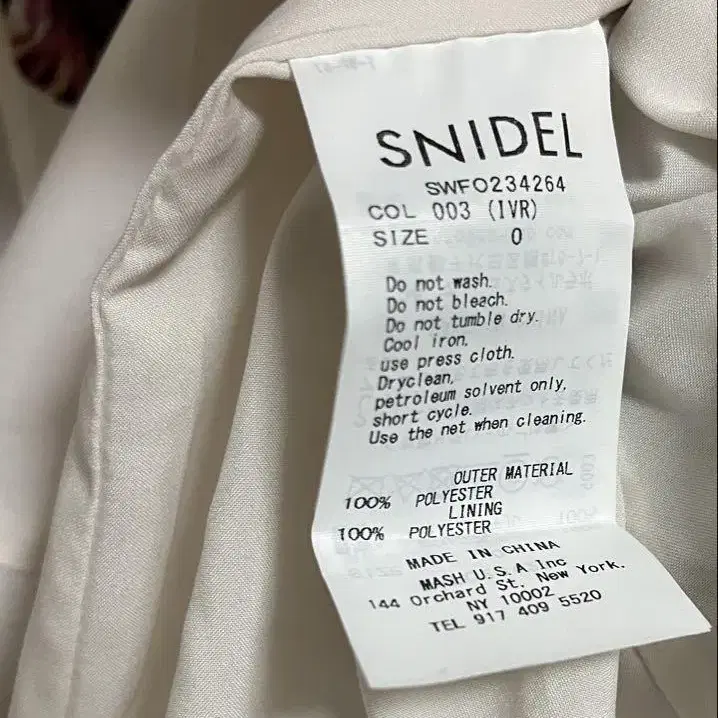 SNIDEL
SWFO234264
COL 003 (IVR)
SIZE 0
Do not wash.
Do not bleach.
Do not tumble dry.
Cool iron,
use press cloth.
Dryclean,
petroleum solvent only,
short cycle.
Use the net when cleaning.
OUTER MATERIAL
100% POLYESTER
LINING
100% POLYESTER
MADE IN CHINA
MASH U.S.A Inc
144 Orchard St. New York.
NY 10002
TEL 917 409 5520